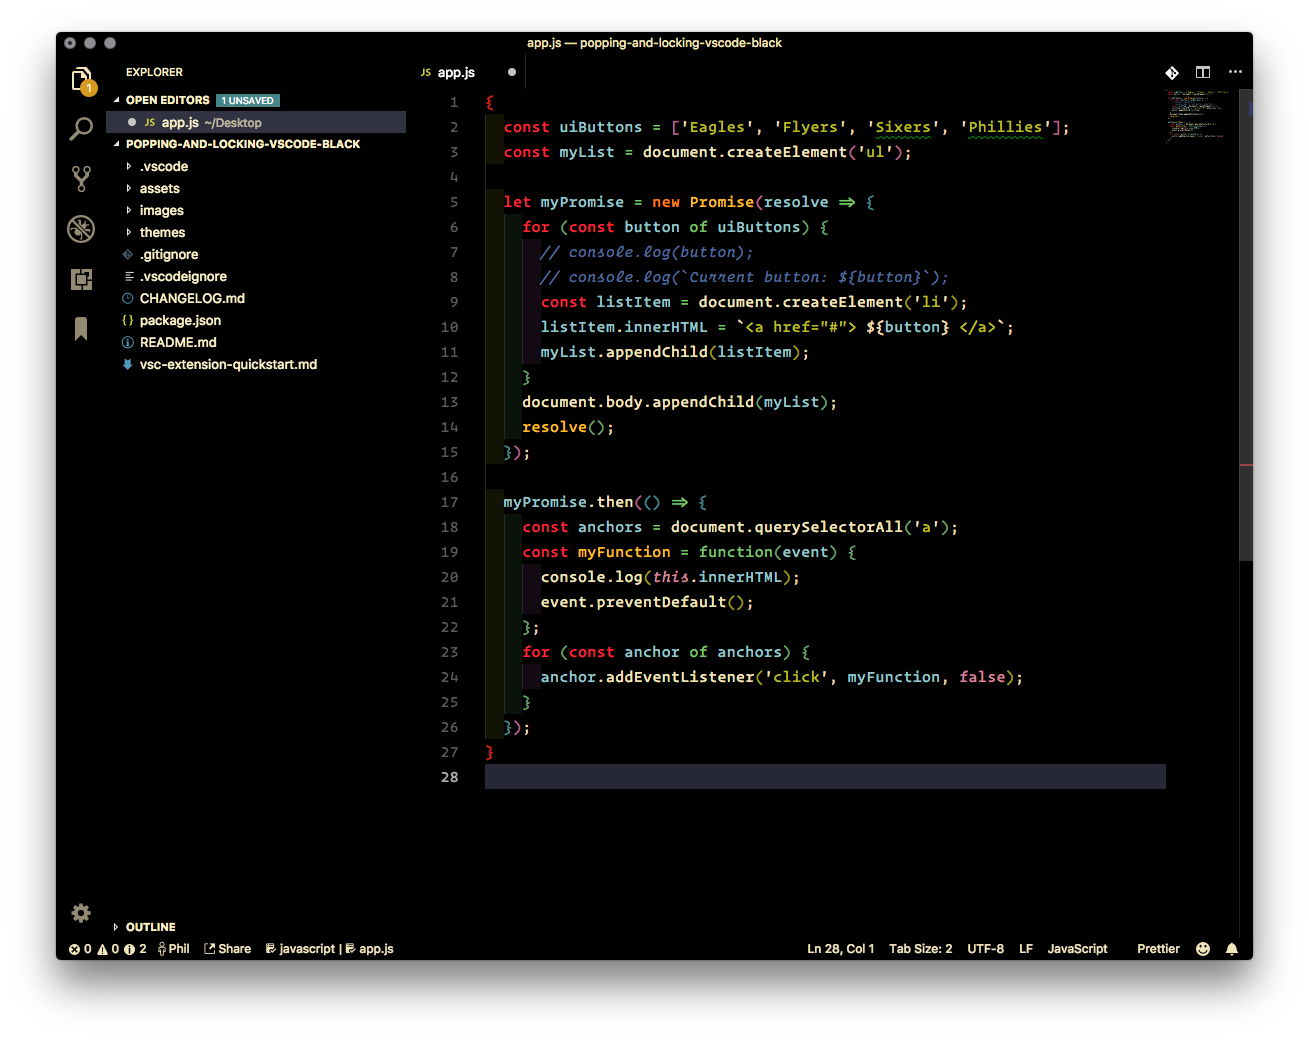 app.js — popping-and-locking-vscode-black
EXPLORER
OPEN EDITORS 1 UNSAVED
JS app.js ~/Desktop
POPPING-AND-LOCKING-VSCODE-BLACK
.vscode
assets
images
themes
.gitignore
.vscodeignore
CHANGELOG.md
{} package.json
README.md
vsc-extension-quickstart.md
OUTLINE
1
JS app.js
1 {
2 const uiButtons = ['Eagles', 'Flyers', 'Sixers', 'Phillies'];
3 const myList = document.createElement('ul');
4
5 let myPromise = new Promise(resolve => {
6 for (const button of uiButtons) {
7 // console.log(button);
8 // console.log(`Current button: ${button}`);
9 const listItem = document.createElement('li');
10 listItem.innerHTML = `<a href="#"> ${button} </a>`;
11 myList.appendChild(listItem);
12 }
13 document.body.appendChild(myList);
14 resolve();
15 });
16
17 myPromise.then(() => {
18 const anchors = document.querySelectorAll('a');
19 const myFunction = function(event) {
20 console.log(this.innerHTML);
21 event.preventDefault();
22 };
23 for (const anchor of anchors) {
24 anchor.addEventListener('click', myFunction, false);
25 }
26 });
27 }
28
0 0 2 Phil Share javascript | app.js Ln 28, Col 1 Tab Size: 2 UTF-8 LF JavaScript Prettier